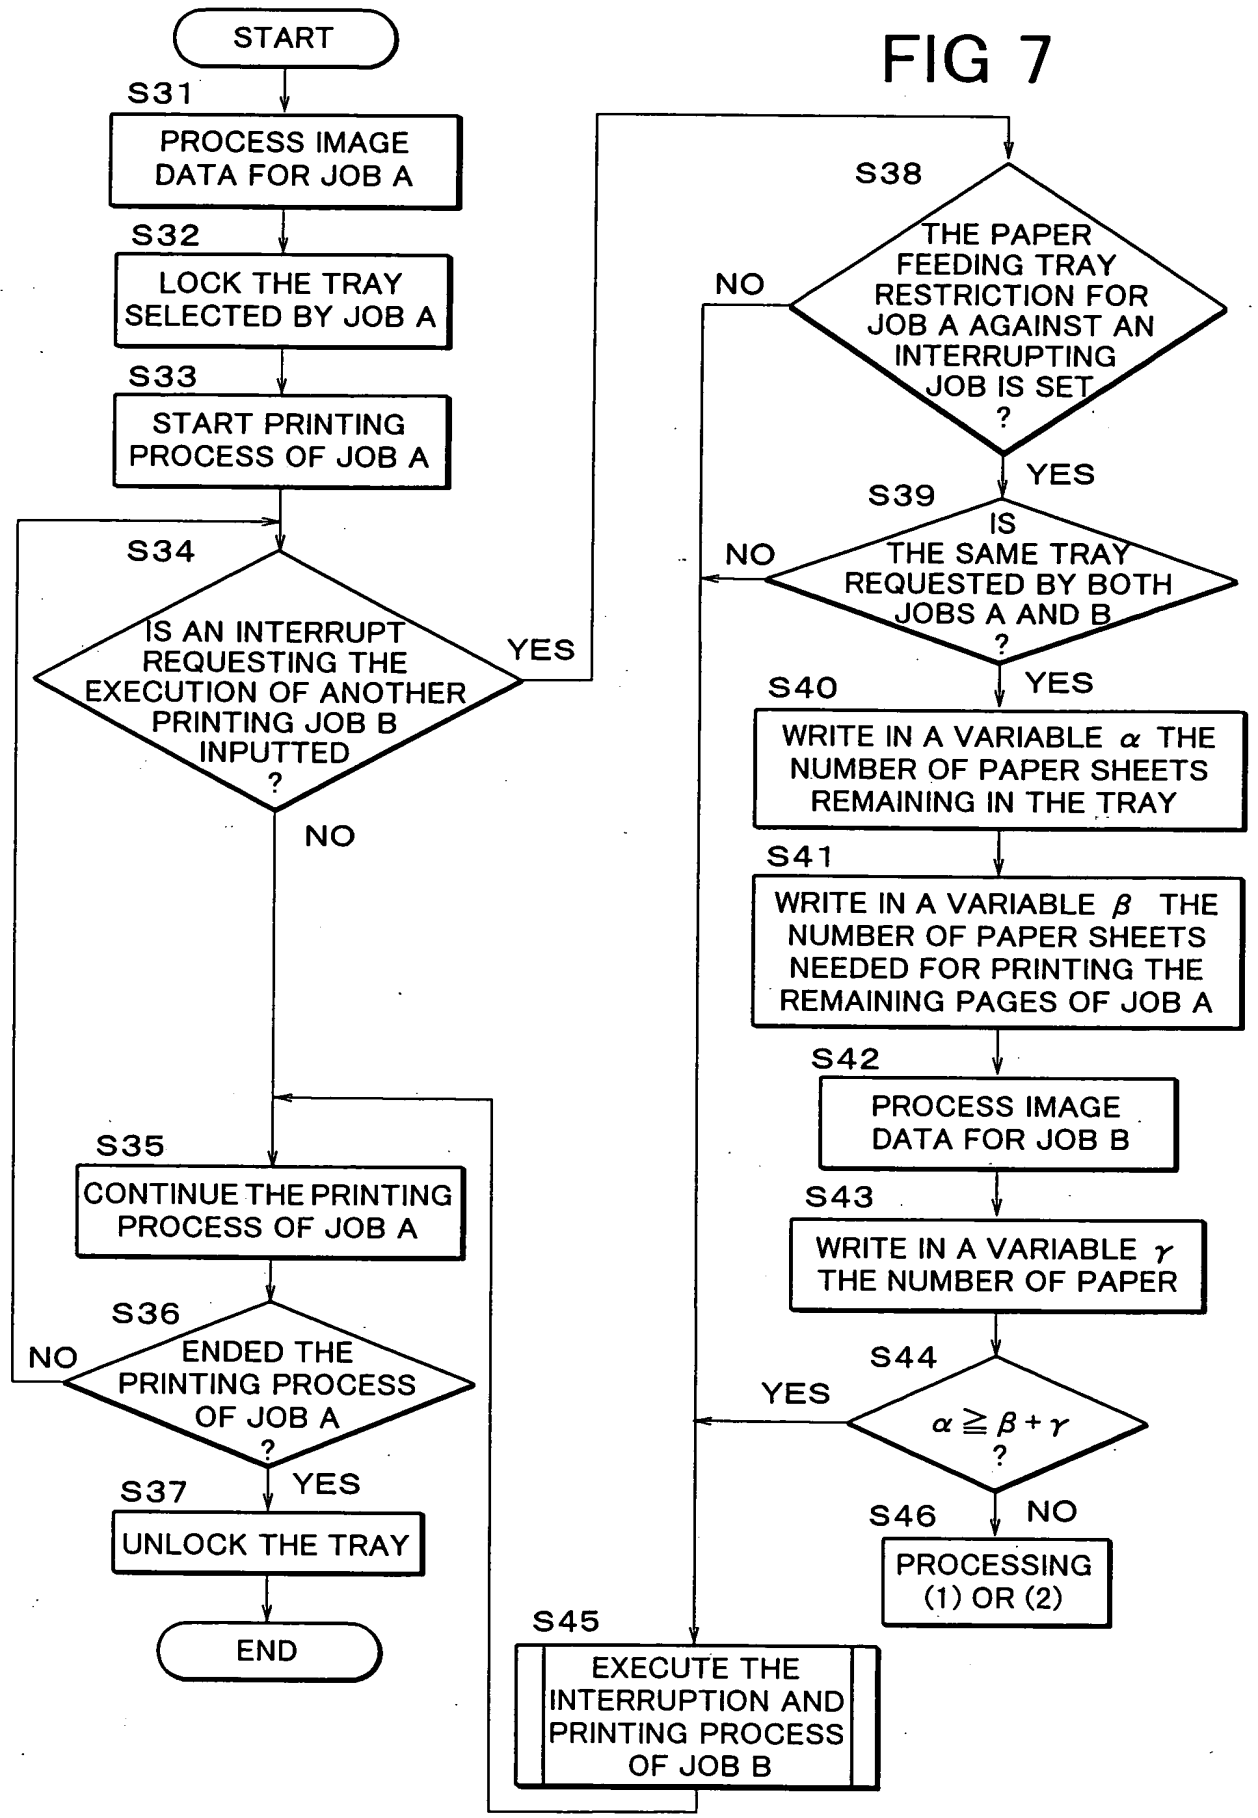 FIG 7
START
S31
PROCESS IMAGE
DATA FOR JOB A
S32
LOCK THE TRAY
SELECTED BY JOB A
S33
START PRINTING
PROCESS OF JOB A
S34
IS AN INTERRUPT
REQUESTING THE
EXECUTION OF ANOTHER
PRINTING JOB B
INPUTTED
?
YES
NO
S35
CONTINUE THE PRINTING
PROCESS OF JOB A
S36
ENDED THE
PRINTING PROCESS
OF JOB A
?
NO
YES
S37
UNLOCK THE TRAY
END
S38
THE PAPER
FEEDING TRAY
RESTRICTION FOR
JOB A AGAINST AN
INTERRUPTING
JOB IS SET
?
NO
YES
S39
IS
THE SAME TRAY
REQUESTED BY BOTH
JOBS A AND B
?
NO
YES
S40
WRITE IN A VARIABLE α THE
NUMBER OF PAPER SHEETS
REMAINING IN THE TRAY
S41
WRITE IN A VARIABLE β THE
NUMBER OF PAPER SHEETS
NEEDED FOR PRINTING THE
REMAINING PAGES OF JOB A
S42
PROCESS IMAGE
DATA FOR JOB B
S43
WRITE IN A VARIABLE γ
THE NUMBER OF PAPER
S44
α ≧ β + γ
?
YES
NO
S46
PROCESSING
(1) OR (2)
S45
EXECUTE THE
INTERRUPTION AND
PRINTING PROCESS
OF JOB B